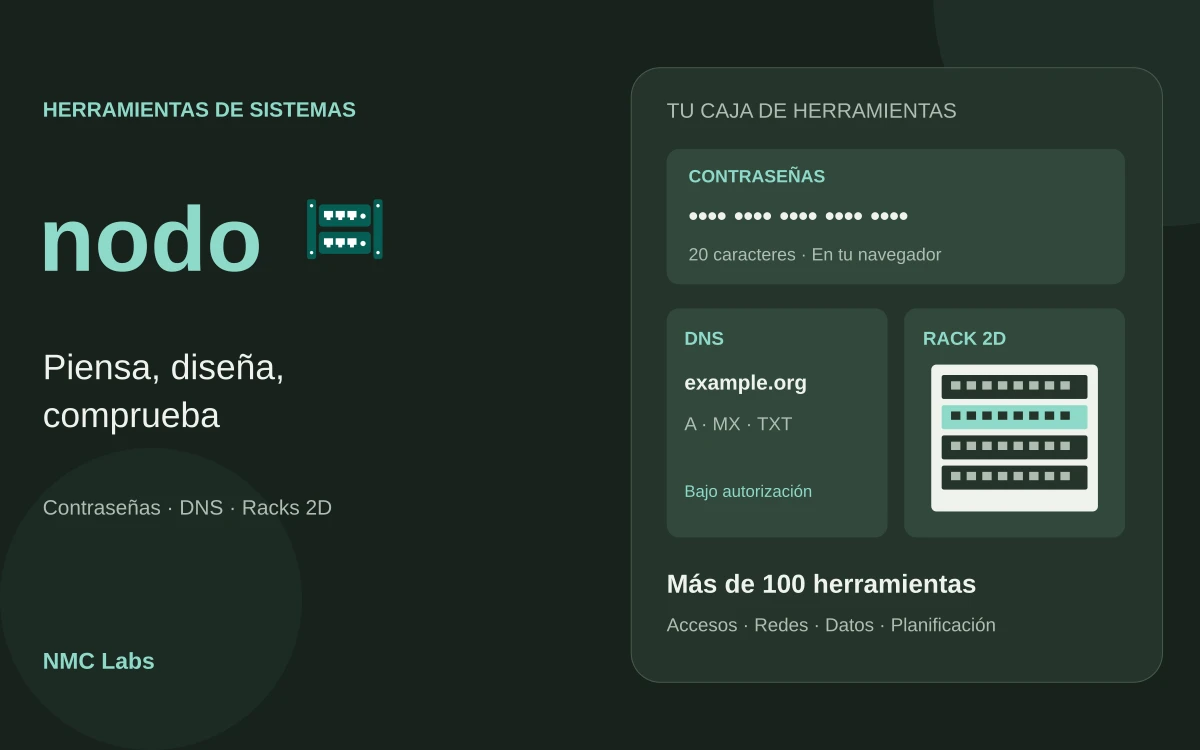 HERRAMIENTAS DE SISTEMAS
nodo
Piensa, diseña,
comprueba
Contraseñas · DNS · Racks 2D
NMC Labs
TU CAJA DE HERRAMIENTAS
CONTRASEÑAS
•••• •••• •••• •••• ••••
20 caracteres · En tu navegador
DNS
example.org
A · MX · TXT
Bajo autorización
RACK 2D
Más de 100 herramientas
Accesos · Redes · Datos · Planificación